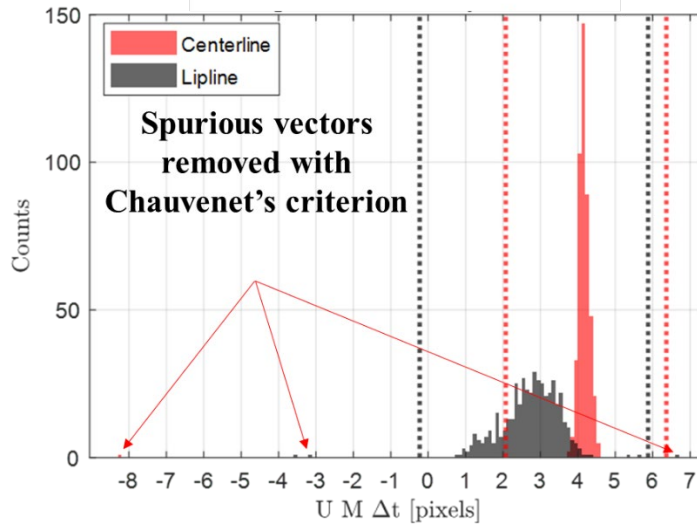 150
100
50
0
Counts
Centerline
Lipline
Spurious vectors
removed with
Chauvenet's criterion
-8 -7 -6 -5 -4 -3 -2 -1 0 1 2 3 4 5 6 7
U M Δt [pixels]